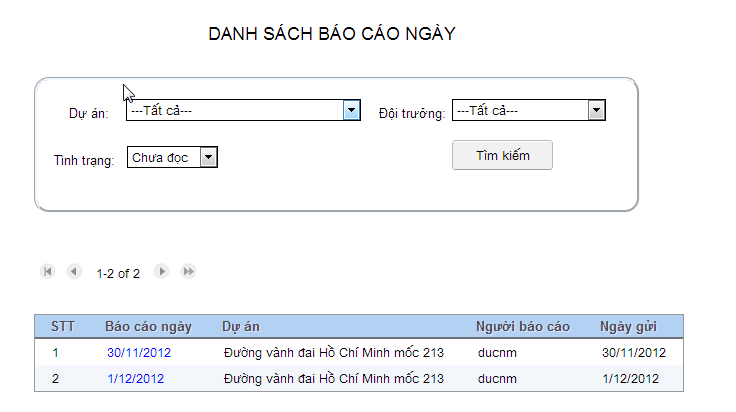 DANH SÁCH BÁO CÁO NGÀY
Dự án: ---Tất cả--- Đội trưởng: ---Tất cả---
Tình trạng: Chưa đọc Tìm kiếm
1-2 of 2
STT Báo cáo ngày Dự án Người báo cáo Ngày gửi
1 30/11/2012 Đường vành đai Hồ Chí Minh mốc 213 ducnm 30/11/2012
2 1/12/2012 Đường vành đai Hồ Chí Minh mốc 213 ducnm 1/12/2012